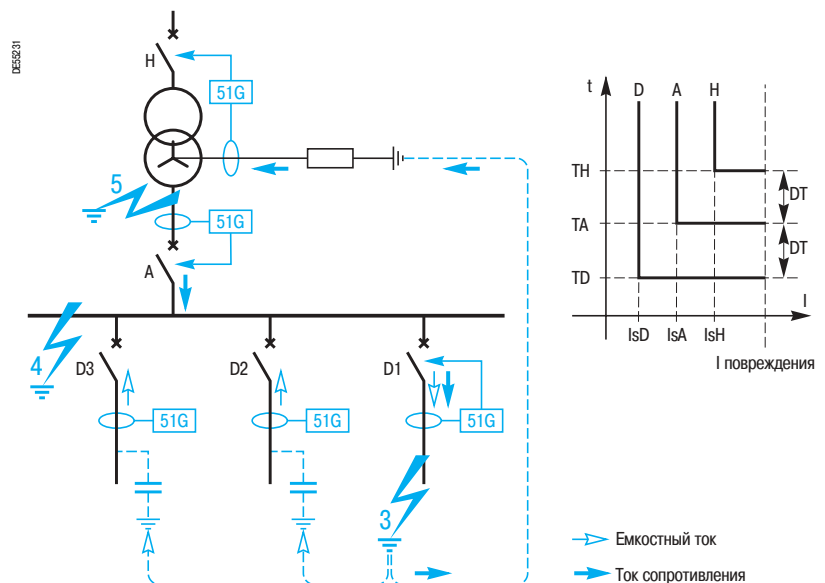 DE55231
H
51G
5
51G
A
4
D3
D2
D1
51G
51G
51G
3
t
D
A
H
TH
DT
TA
DT
TD
I
IsD
IsA
IsH
I повреждения
Емкостный ток
Ток сопротивления